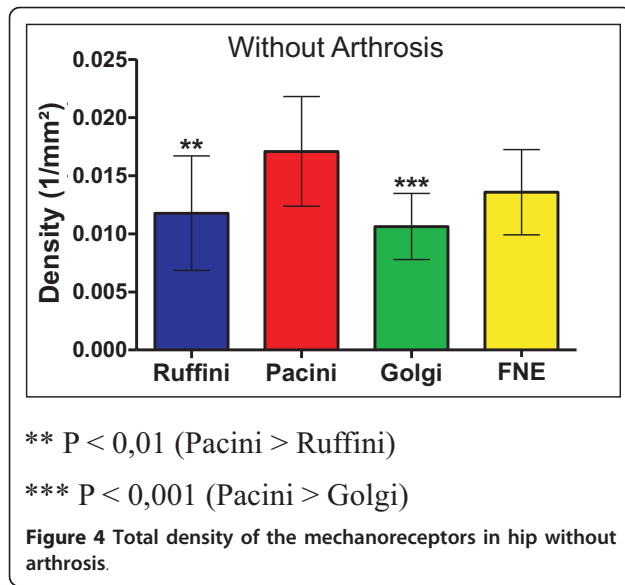 Without Arthrosis
Density (1/mm²)
0.025
0.020
0.015
0.010
0.005
0.000
**
***
Ruffini Pacini Golgi FNE
** P < 0,01 (Pacini > Ruffini)
*** P < 0,001 (Pacini > Golgi)
Figure 4 Total density of the mechanoreceptors in hip without
arthrosis.